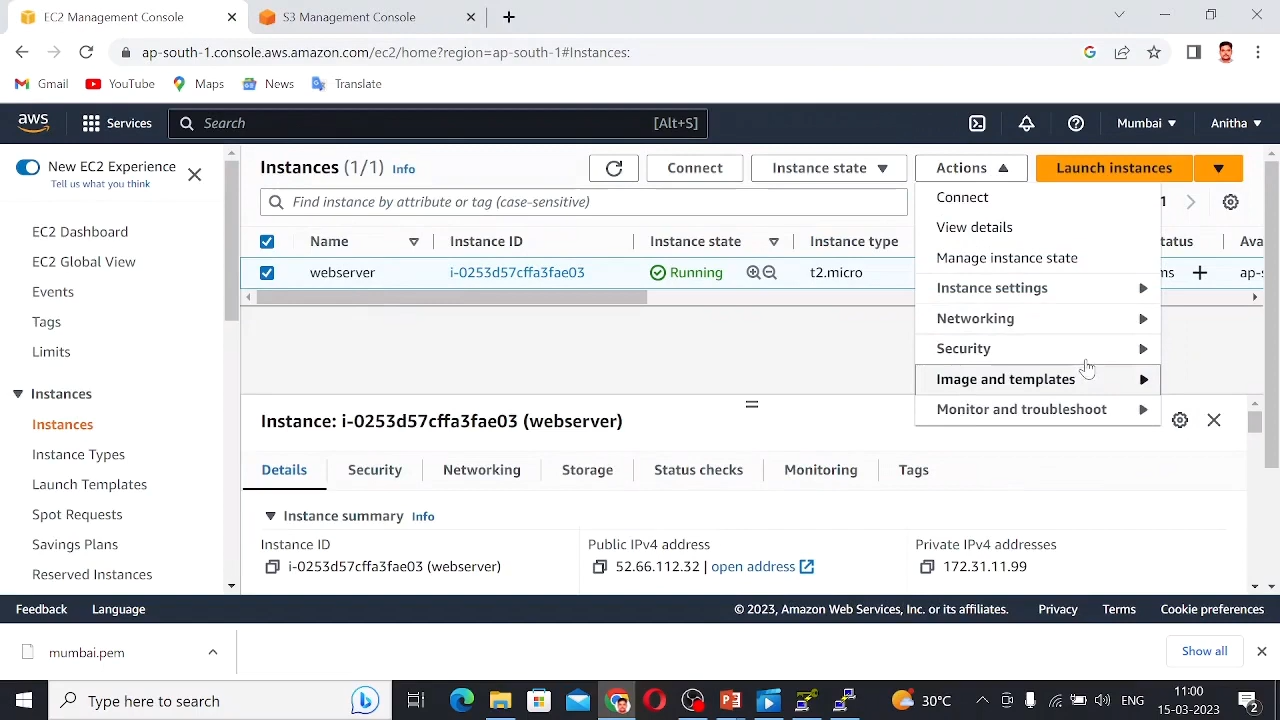 EC2 Management Console
S3 Management Console
ap-south-1.console.aws.amazon.com/ec2/home?region=ap-south-1#Instances:
Gmail YouTube Maps News Translate
aws Services Search [Alt+S] Mumbai Anitha
New EC2 Experience
Tell us what you think
EC2 Dashboard
EC2 Global View
Events
Tags
Limits
Instances
Instances
Instance Types
Launch Templates
Spot Requests
Savings Plans
Reserved Instances
Instances (1/1) Info Connect Instance state Actions Launch instances
Find instance by attribute or tag (case-sensitive) 1
Name Instance ID Instance state Instance type
webserver i-0253d57cffa3fae03 Running t2.micro
Connect
View details
Manage instance state
Instance settings
Networking
Security
Image and templates
Monitor and troubleshoot
Instance: i-0253d57cffa3fae03 (webserver)
Details Security Networking Storage Status checks Monitoring Tags
Instance summary Info
Instance ID Public IPv4 address Private IPv4 addresses
i-0253d57cffa3fae03 (webserver) 52.66.112.32 | open address 172.31.11.99
Feedback Language © 2023, Amazon Web Services, Inc. or its affiliates. Privacy Terms Cookie preferences
mumbai.pem Show all
Type here to search 30°C ENG 11:00
15-03-2023 2